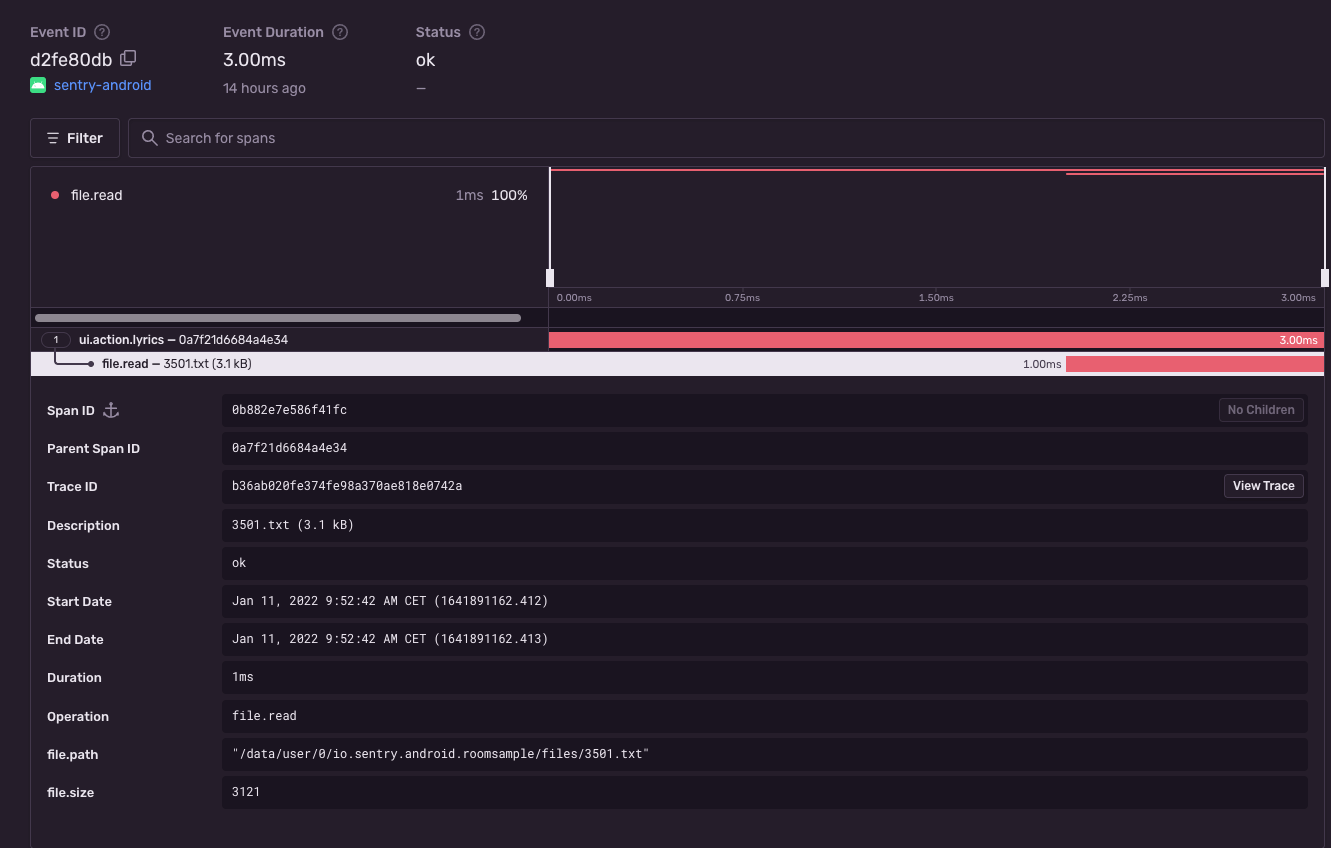 Event ID ? Event Duration ? Status ?
d2fe80db 3.00ms ok
sentry-android 14 hours ago –
Filter Search for spans
file.read 1ms 100%
0.00ms 0.75ms 1.50ms 2.25ms 3.00ms
1 ui.action.lyrics – 0a7f21d6684a4e34 3.00ms
file.read – 3501.txt (3.1 kB) 1.00ms
Span ID 0b882e7e586f41fc No Children
Parent Span ID 0a7f21d6684a4e34
Trace ID b36ab020fe374fe98a370ae818e0742a View Trace
Description 3501.txt (3.1 kB)
Status ok
Start Date Jan 11, 2022 9:52:42 AM CET (1641891162.412)
End Date Jan 11, 2022 9:52:42 AM CET (1641891162.413)
Duration 1ms
Operation file.read
file.path "/data/user/0/io.sentry.android.roomsample/files/3501.txt"
file.size 3121